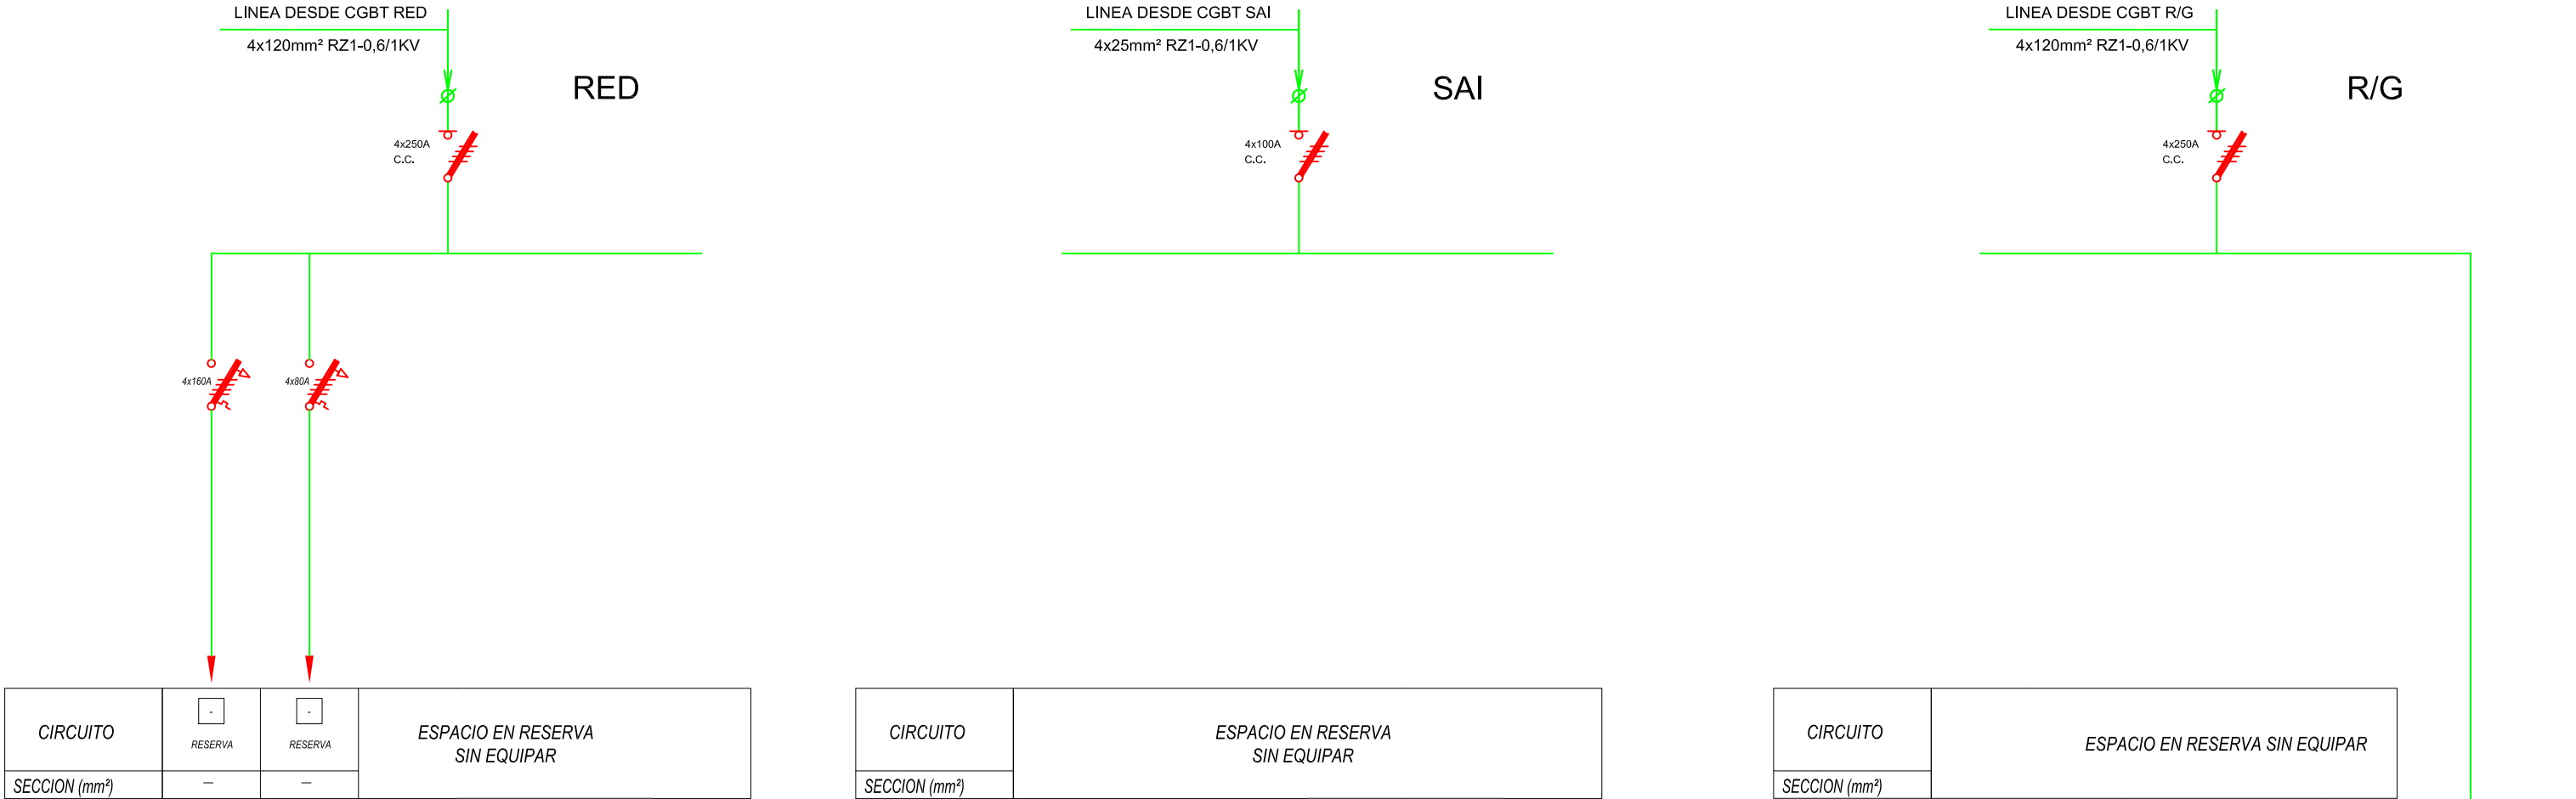 LINEA DESDE CGBT RED
4x120mm² RZ1-0,6/1KV
RED
4x250A
C.C.
4x160A
4x80A
CIRCUITO
-
RESERVA
-
RESERVA
ESPACIO EN RESERVA
SIN EQUIPAR
SECCION (mm²)
—
—
LINEA DESDE CGBT SAI
4x25mm² RZ1-0,6/1KV
SAI
4x100A
C.C.
CIRCUITO
ESPACIO EN RESERVA
SIN EQUIPAR
SECCION (mm²)
LINEA DESDE CGBT R/G
4x120mm² RZ1-0,6/1KV
R/G
4x250A
C.C.
CIRCUITO
ESPACIO EN RESERVA SIN EQUIPAR
SECCION (mm²)